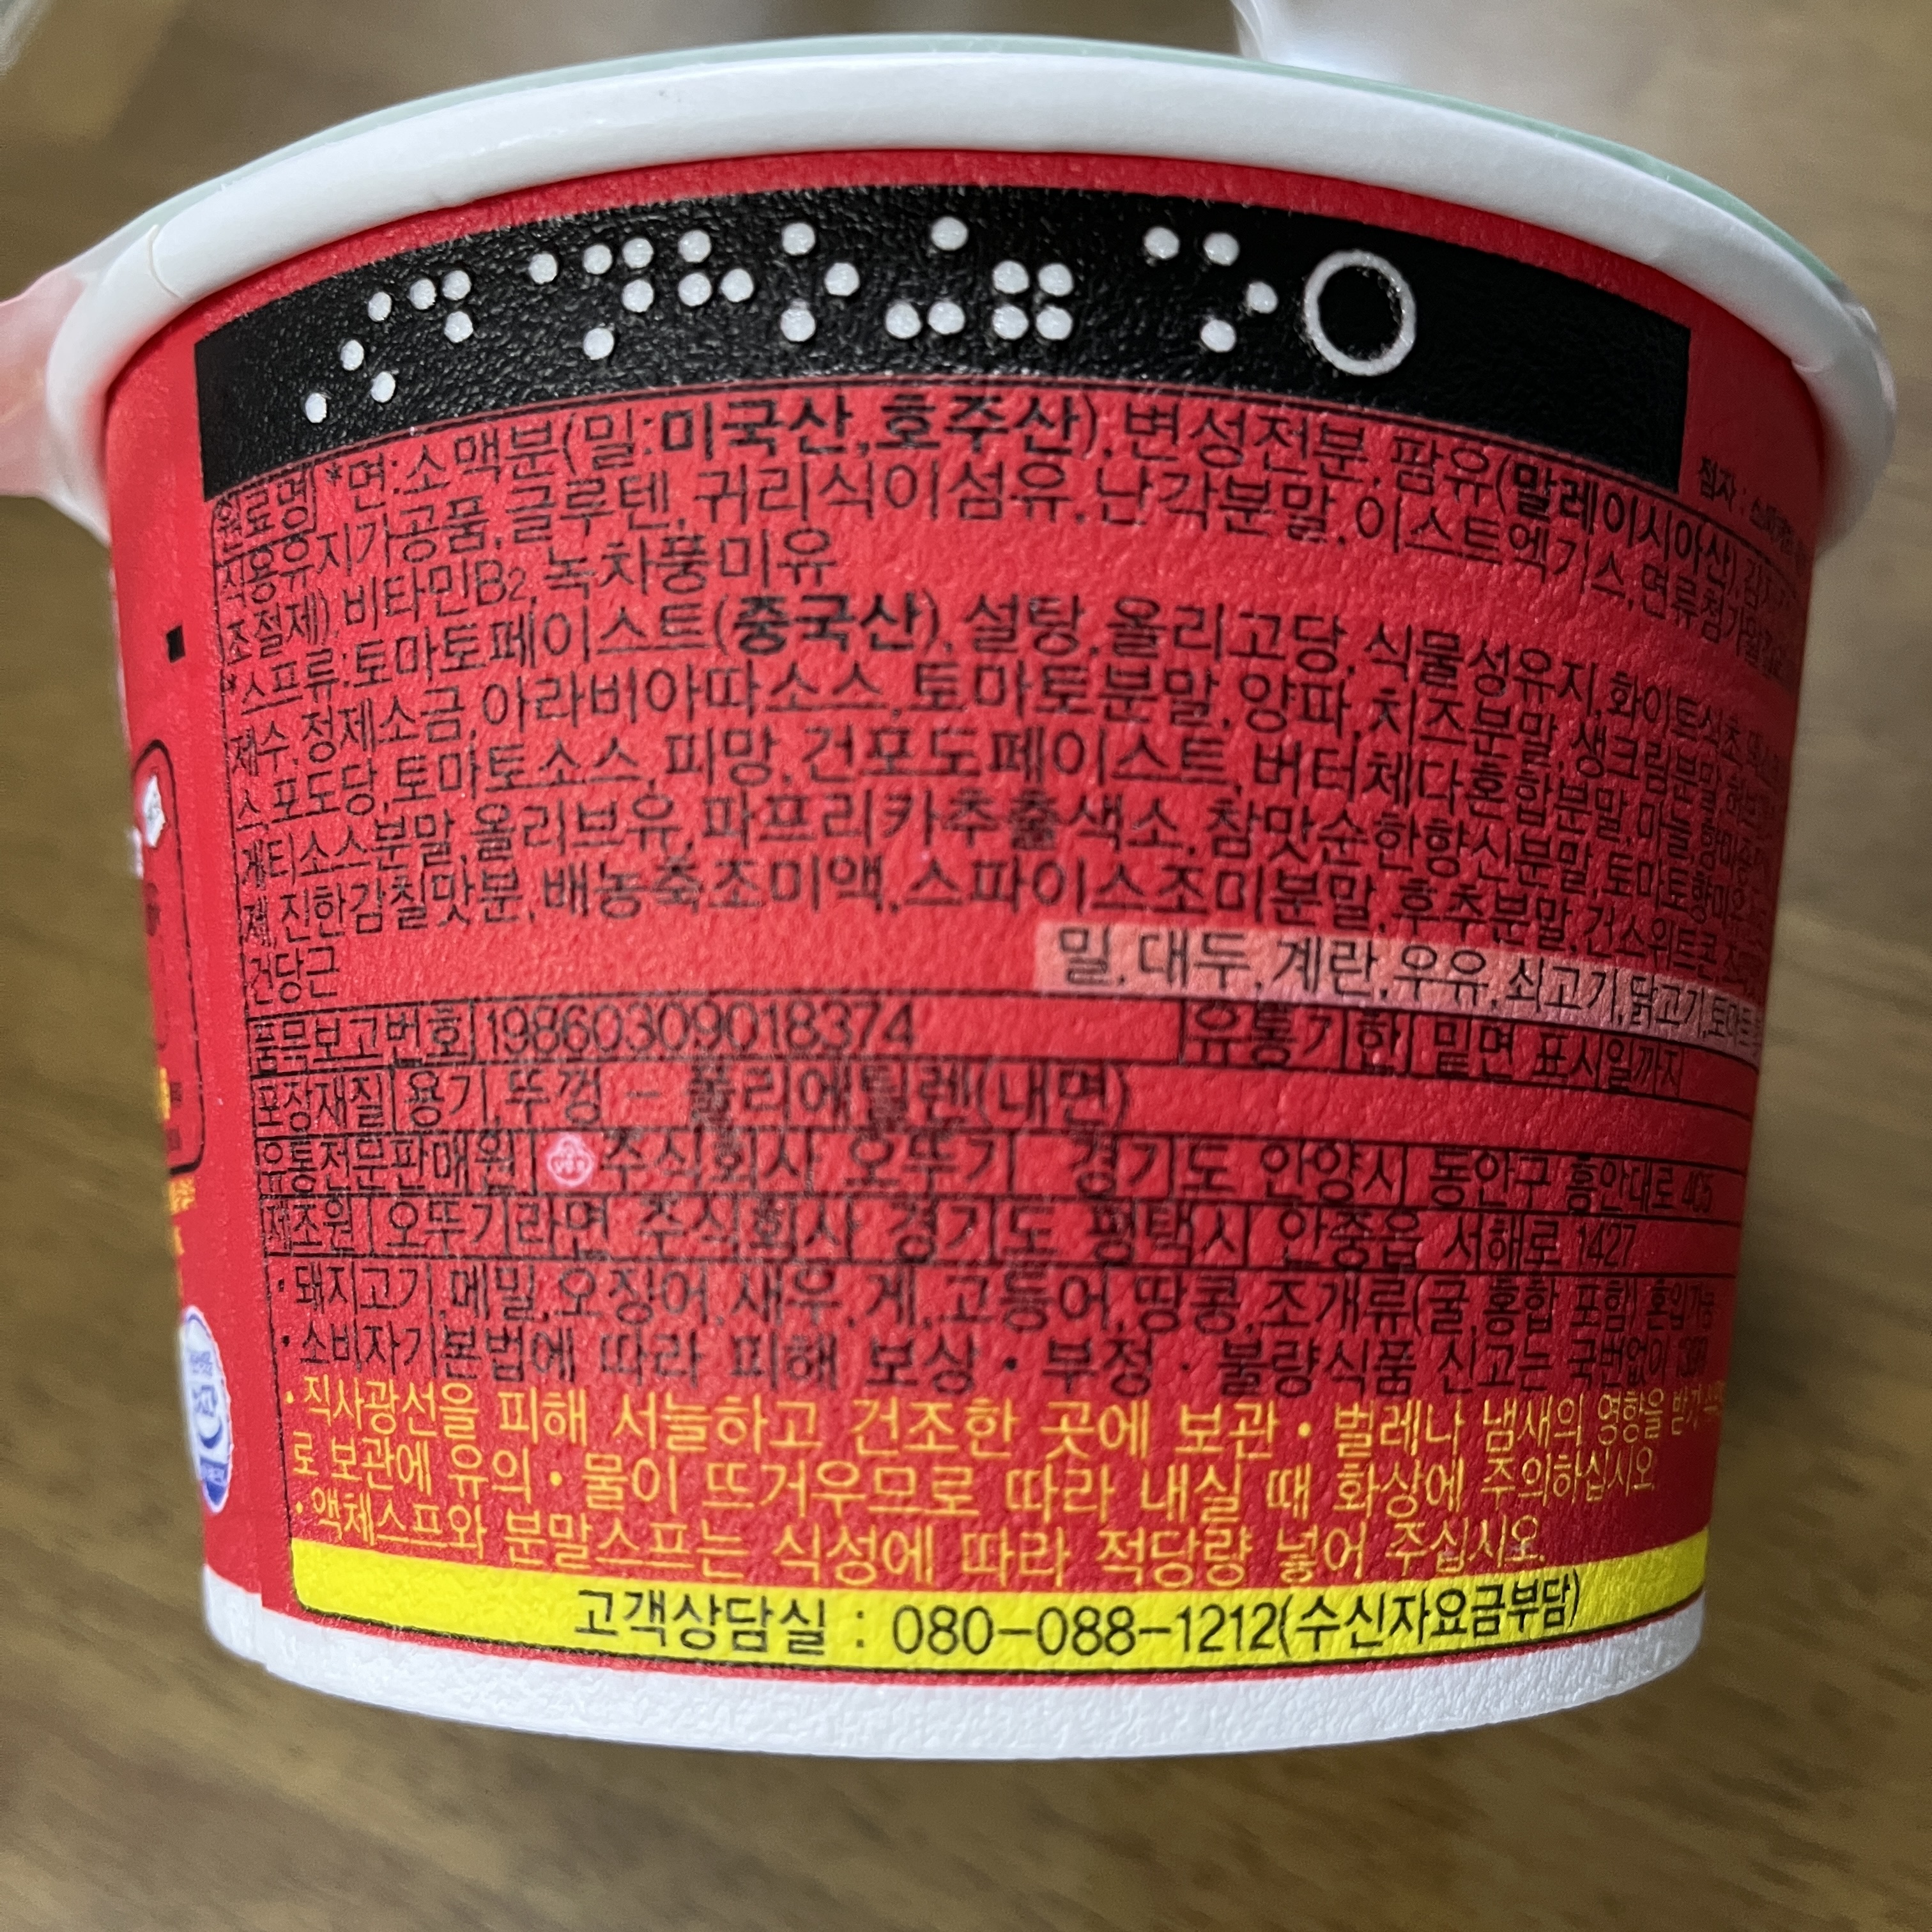 원료명 *면:소맥분(밀:미국산,호주산),변성전분,팜유(말레이시아산),감자
식용유지가공품,글루텐,귀리식이섬유,난각분말,이스트엑기스,면류첨가알칼리
조절제),비타민B2,녹차풍미유
*스프류:토마토페이스트(중국산),설탕,올리고당,식물성유지,화이트식초
제수,정제소금,아라비아따소스,토마토분말,양파,치즈분말,생크림분말
스,포도당,토마토소스,피망,건포도페이스트,버터체다혼합분말,마늘
게티소스분말,올리브유,파프리카추출색소,참맛순한향신분말,토마토향미유
제,진한감칠맛분,배농축조미액,스파이스조미분말,후추분말,건스위트콘
건당근
밀,대두,계란,우유,쇠고기,닭고기,토마토
품목보고번호 19860309018374 유통기한 밑면 표시일까지
포장재질 용기,뚜껑 - 폴리에틸렌(내면)
유통전문판매원 주식회사 오뚜기 경기도 안양시 동안구 흥안대로 405
제조원 오뚜기라면 주식회사 경기도 평택시 안중읍 서해로 1427
·돼지고기,메밀,오징어,새우,게,고등어,땅콩,조개류(굴,홍합 포함) 혼입가능
·소비자기본법에 따라 피해 보상 · 부정 · 불량식품 신고는 국번없이 1399
·직사광선을 피해 서늘하고 건조한 곳에 보관 · 벌레나 냄새의 영향을 받기
로 보관에 유의 · 물이 뜨거우므로 따라 내실 때 화상에 주의하십시오.
·액체스프와 분말스프는 식성에 따라 적당량 넣어 주십시오.
고객상담실 : 080-088-1212(수신자요금부담)